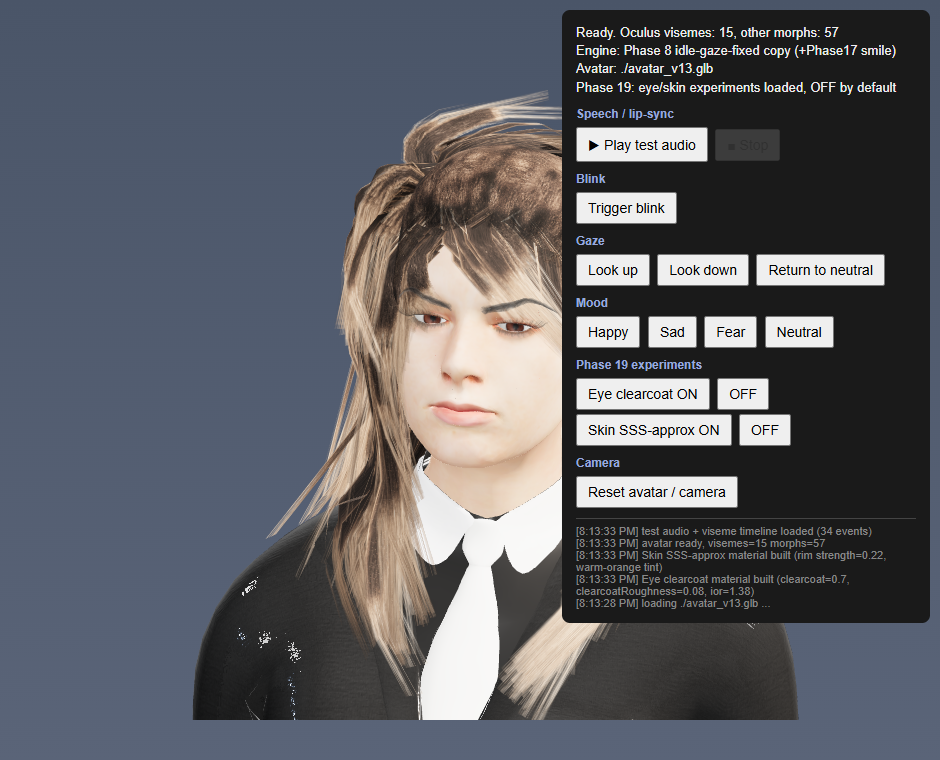 Ready. Oculus visemes: 15, other morphs: 57
Engine: Phase 8 idle-gaze-fixed copy (+Phase17 smile)
Avatar: ./avatar_v13.glb
Phase 19: eye/skin experiments loaded, OFF by default
Speech / lip-sync
▶ Play test audio ■ Stop
Blink
Trigger blink
Gaze
Look up Look down Return to neutral
Mood
Happy Sad Fear Neutral
Phase 19 experiments
Eye clearcoat ON OFF
Skin SSS-approx ON OFF
Camera
Reset avatar / camera
[8:13:33 PM] test audio + viseme timeline loaded (34 events)
[8:13:33 PM] avatar ready, visemes=15 morphs=57
[8:13:33 PM] Skin SSS-approx material built (rim strength=0.22,
warm-orange tint)
[8:13:33 PM] Eye clearcoat material built (clearcoat=0.7,
clearcoatRoughness=0.08, ior=1.38)
[8:13:28 PM] loading ./avatar_v13.glb ...